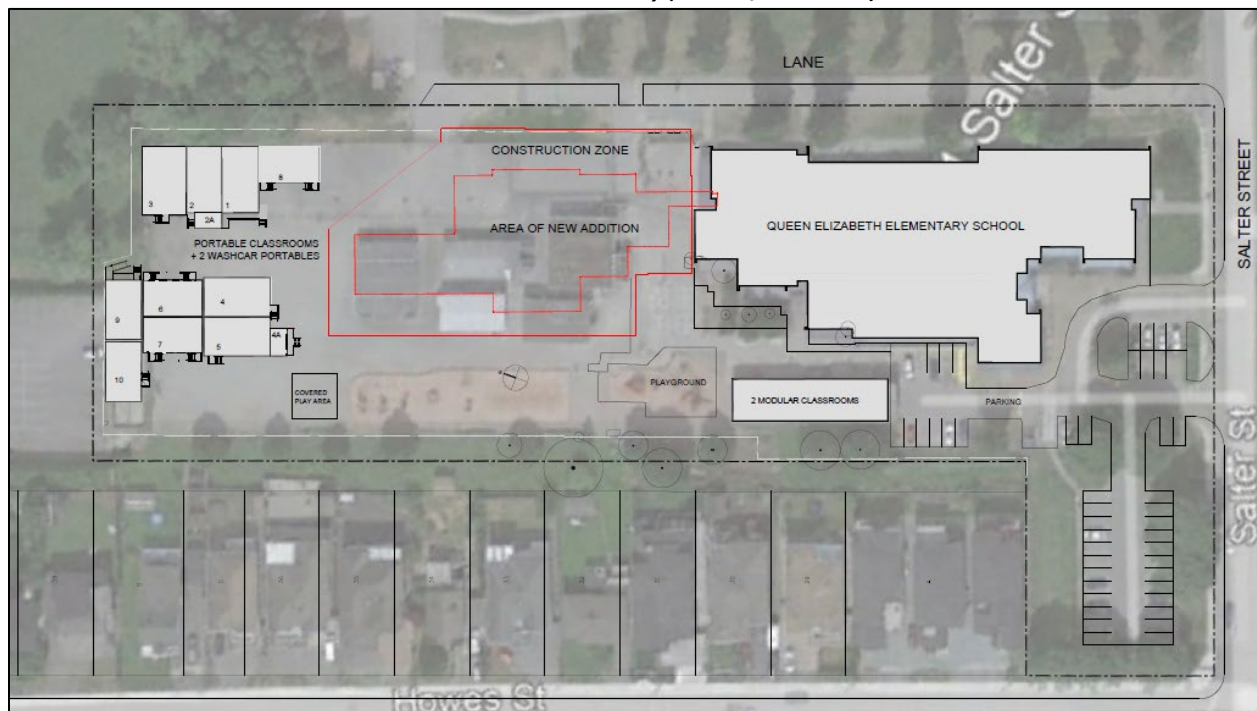 LANE
Salter
CONSTRUCTION ZONE
AREA OF NEW ADDITION
QUEEN ELIZABETH ELEMENTARY SCHOOL
SALTER STREET
3
2
1
8
2A
PORTABLE CLASSROOMS
+ 2 WASHCAR PORTABLES
9
6
4
7
5
4A
10
COVERED
PLAY AREA
PLAYGROUND
2 MODULAR CLASSROOMS
PARKING
Salter St
Howes St